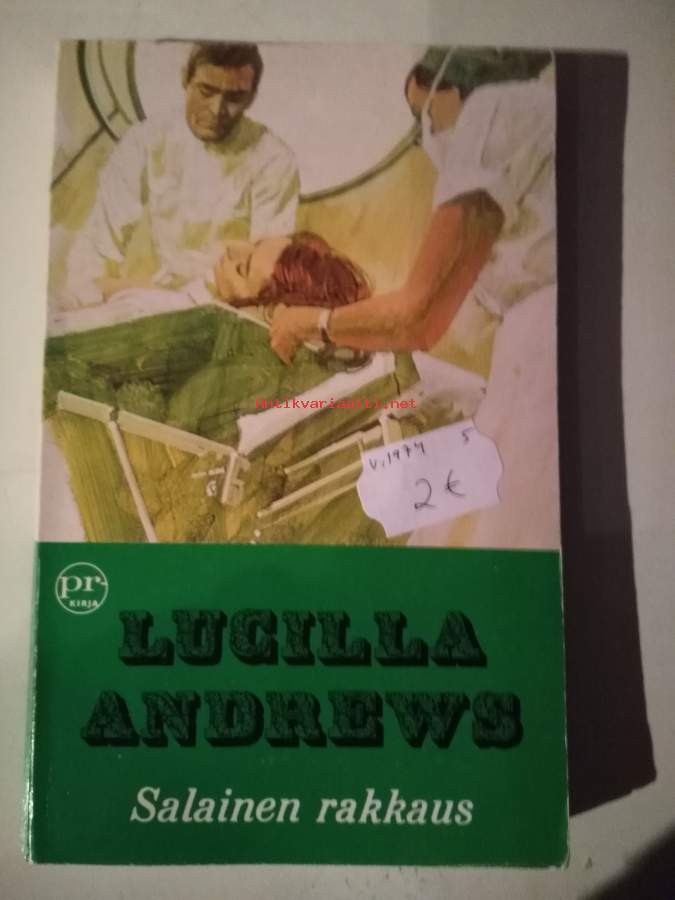 antikvariaatti.net
v.1974 5
2€
pr-
KIRJA
LUCILLA
ANDREWS
Salainen rakkaus